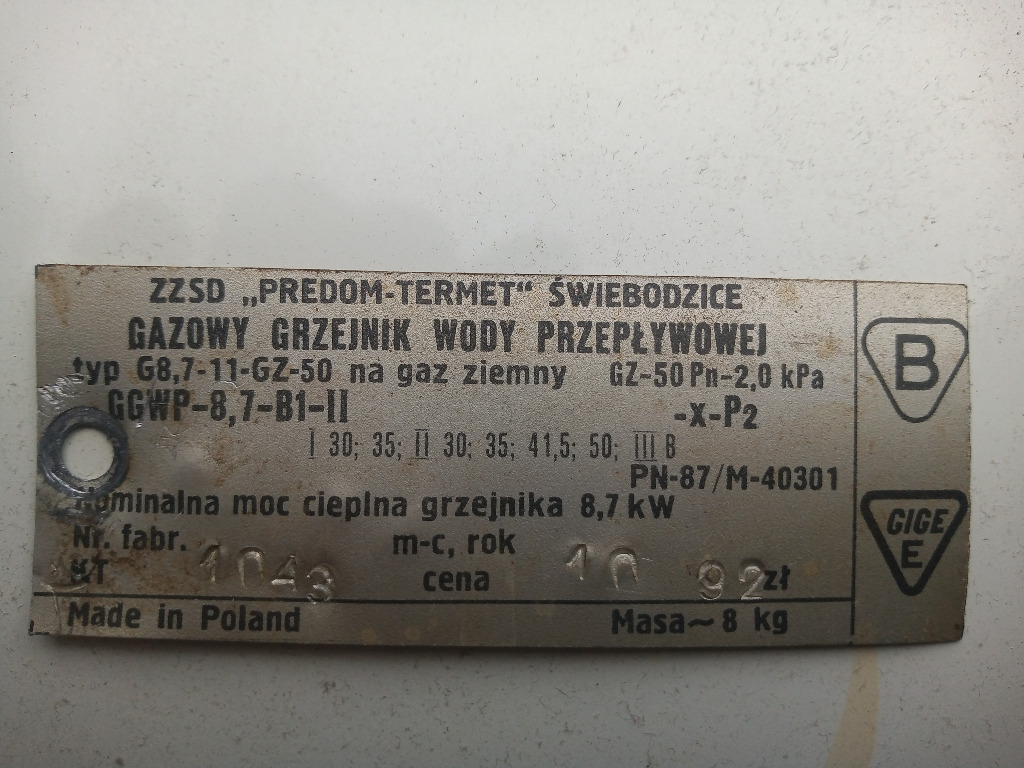 ZZSD „PREDOM-TERMET“ ŚWIEBODZICE
GAZOWY GRZEJNIK WODY PRZEPŁYWOWEJ
typ G8,7-11-GZ-50 na gaz ziemny GZ-50 Pn-2,0 kPa
GGWP-8,7-B1-II -x-P2
I 30; 35; II 30; 35; 41,5; 50; III B
PN-87/M-40301
Nominalna moc cieplna grzejnika 8,7 kW
Nr. fabr. 1043 m-c, rok 10 92
KT cena zł
Made in Poland Masa~8 kg
B
GIGE
E